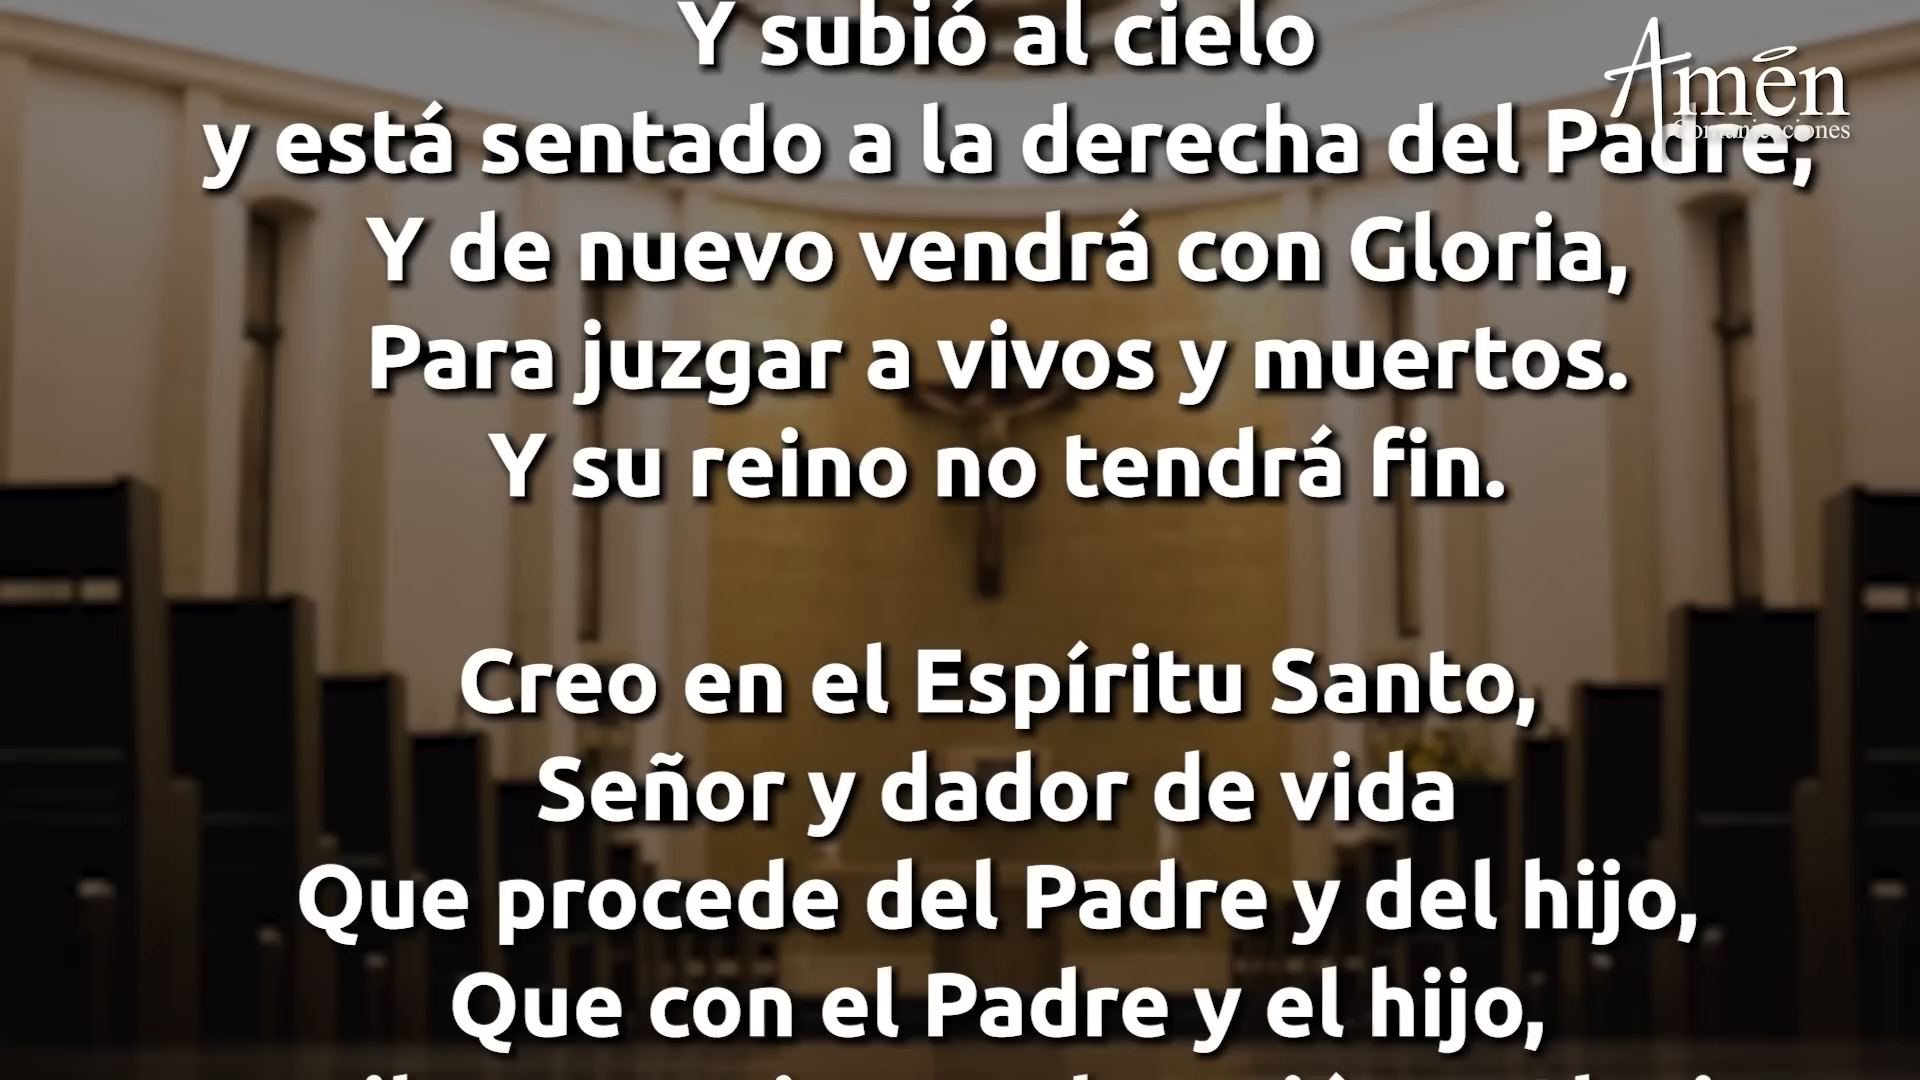 Y subió al cielo
Amén
Comunicaciones
y está sentado a la derecha del Padre;
Y de nuevo vendrá con Gloria,
Para juzgar a vivos y muertos.
Y su reino no tendrá fin.
Creo en el Espíritu Santo,
Señor y dador de vida
Que procede del Padre y del hijo,
Que con el Padre y el hijo,